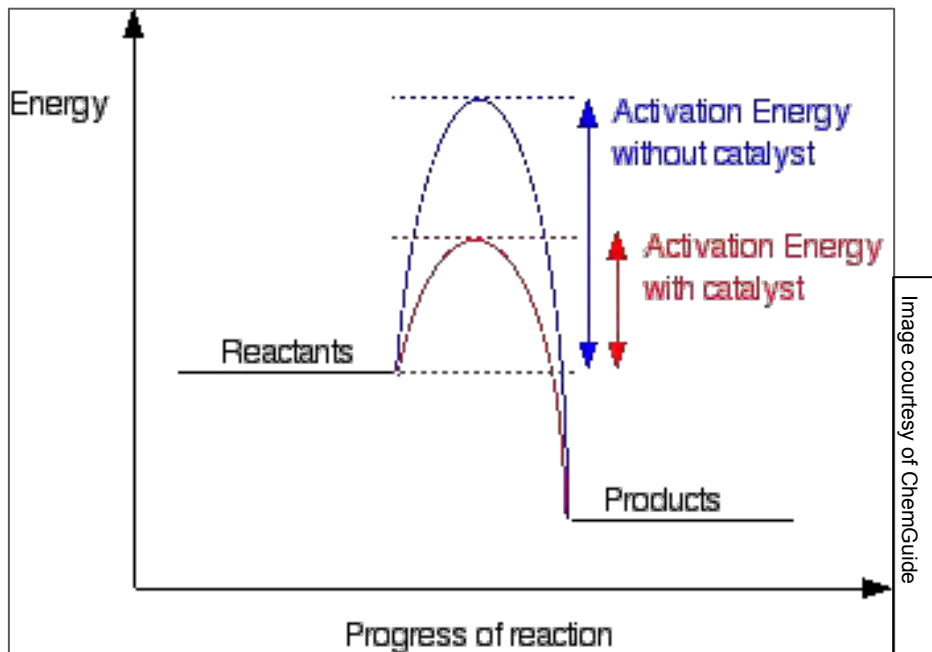 Energy
Activation Energy
without catalyst
Activation Energy
with catalyst
Reactants
Products
Progress of reaction
Image courtesy of ChemGuide